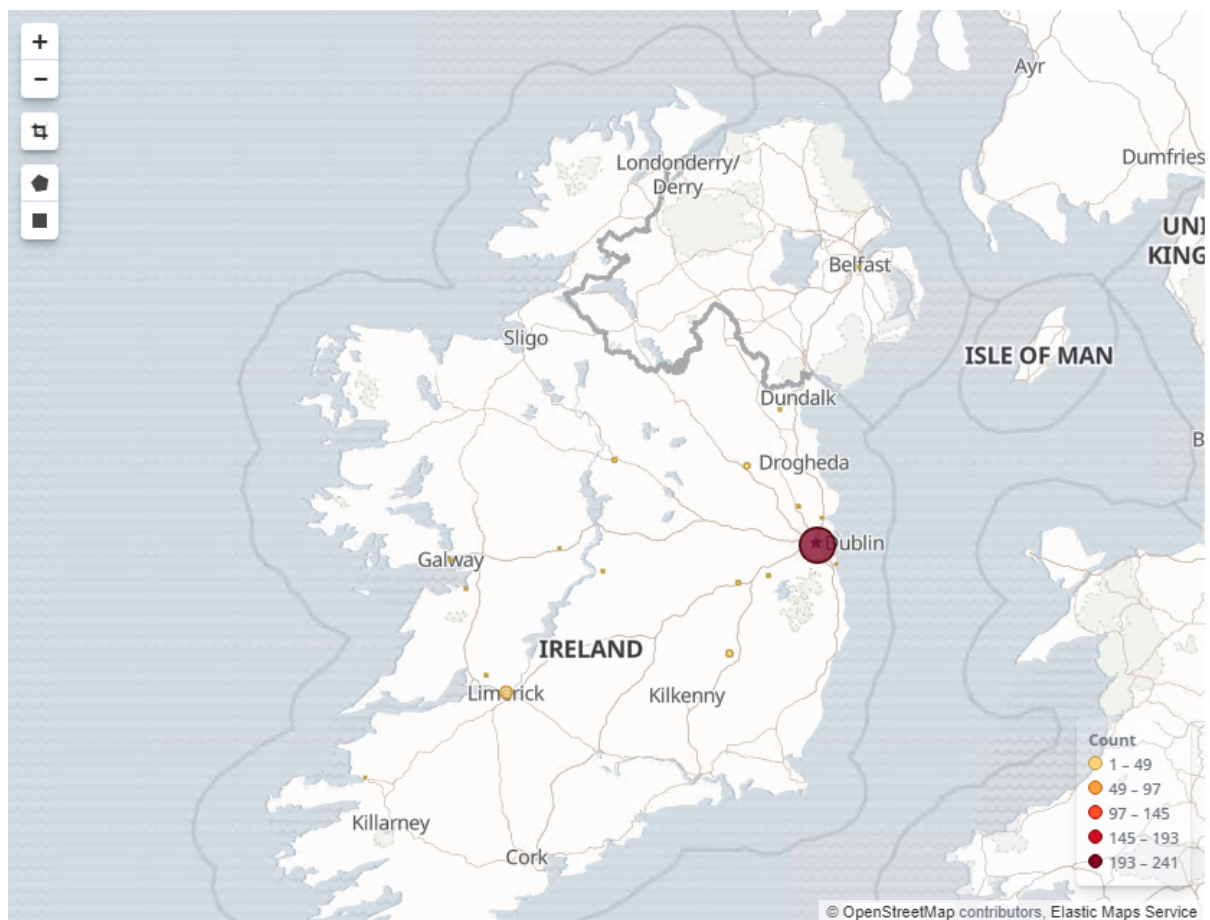 +
−
Ayr
Londonderry/
Derry
Dumfries
UNI
KING
Belfast
Sligo
ISLE OF MAN
Dundalk
B
Drogheda
Dublin
Galway
IRELAND
Limerick
Kilkenny
Count
1 – 49
49 – 97
97 – 145
145 – 193
193 – 241
Killarney
Cork
© OpenStreetMap contributors, Elastic Maps Service